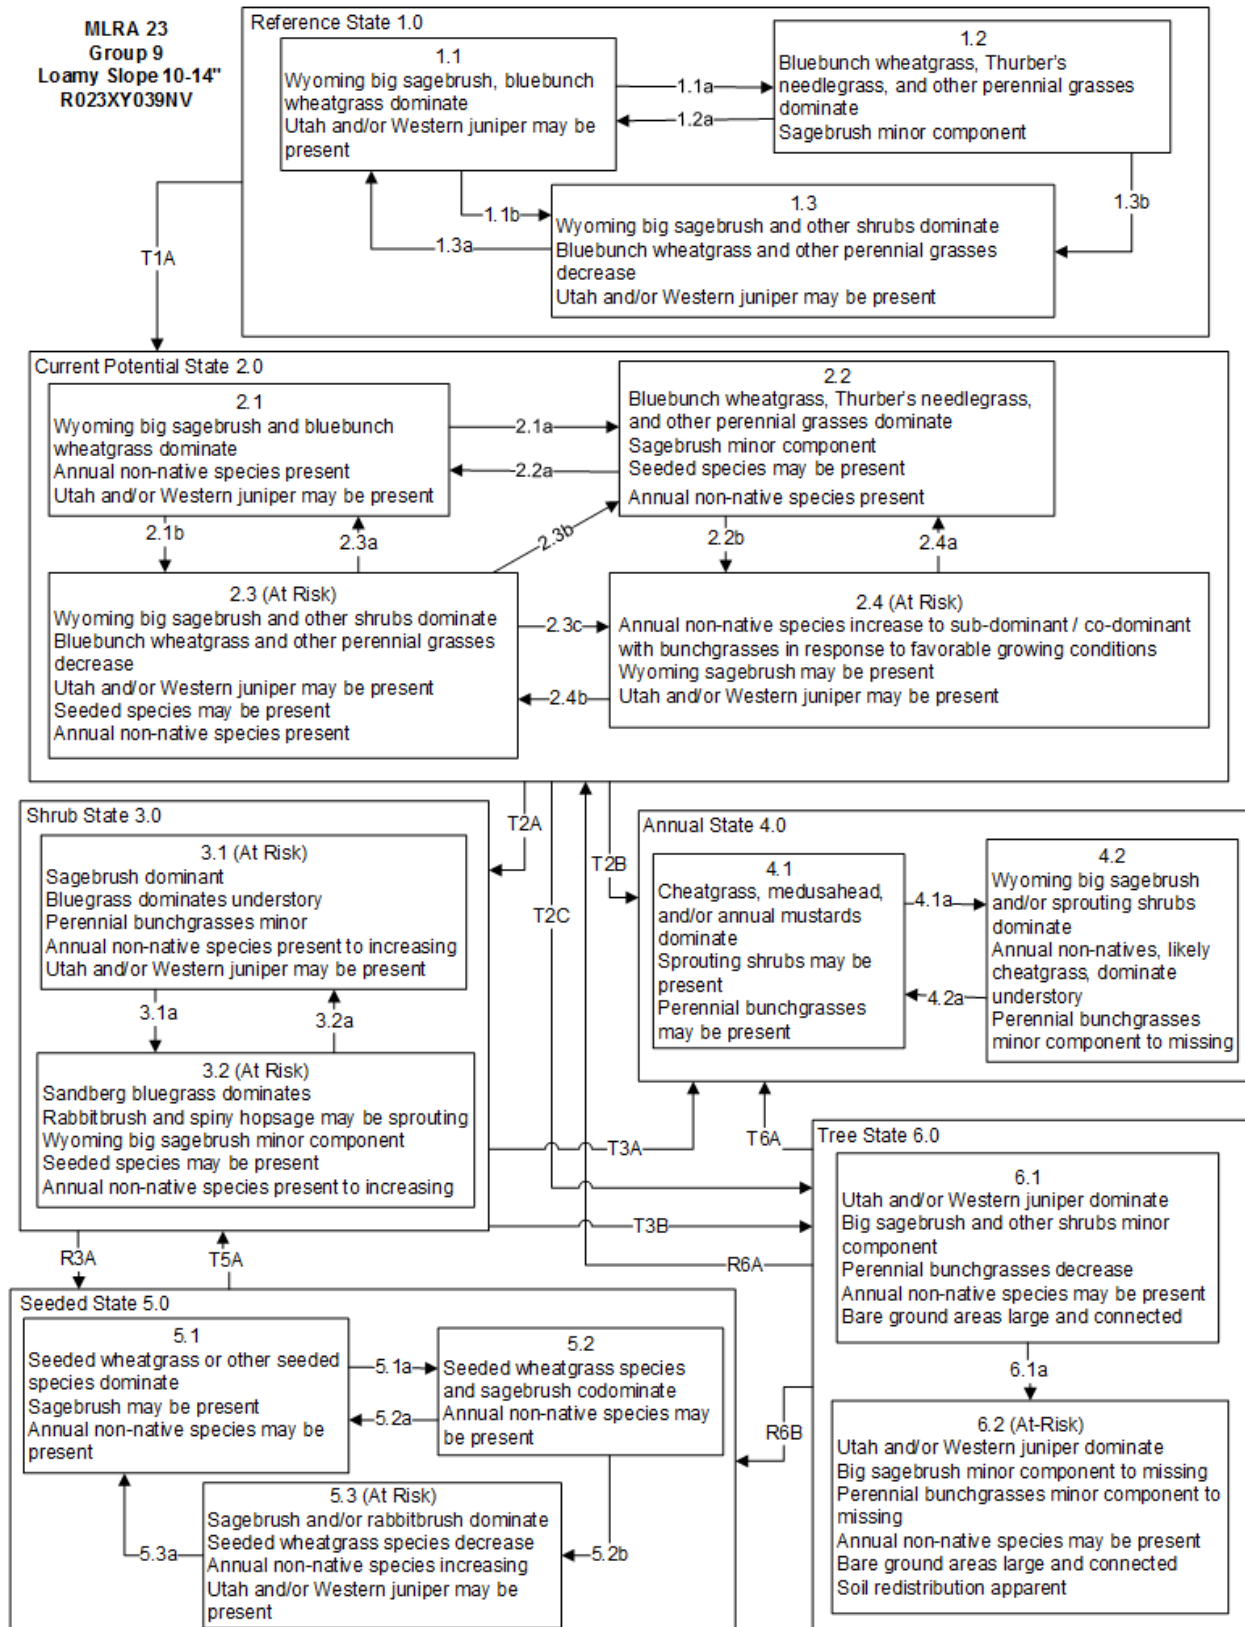 MLRA 23
Group 9
Loamy Slope 10-14"
R023XY039NV
Reference State 1.0
1.1
Wyoming big sagebrush, bluebunch
wheatgrass dominate
Utah and/or Western juniper may be
present
1.1a
1.2a
1.2
Bluebunch wheatgrass, Thurber's
needlegrass, and other perennial grasses
dominate
Sagebrush minor component
1.1b
1.3a
1.3b
1.3
Wyoming big sagebrush and other shrubs dominate
Bluebunch wheatgrass and other perennial grasses
decrease
Utah and/or Western juniper may be present
T1A
Current Potential State 2.0
2.1
Wyoming big sagebrush and bluebunch
wheatgrass dominate
Annual non-native species present
Utah and/or Western juniper may be present
2.1a
2.2a
2.2
Bluebunch wheatgrass, Thurber's needlegrass,
and other perennial grasses dominate
Sagebrush minor component
Seeded species may be present
Annual non-native species present
2.1b
2.3a
2.3b
2.2b
2.4a
2.3 (At Risk)
Wyoming big sagebrush and other shrubs dominate
Bluebunch wheatgrass and other perennial grasses
decrease
Utah and/or Western juniper may be present
Seeded species may be present
Annual non-native species present
2.3c
2.4b
2.4 (At Risk)
Annual non-native species increase to sub-dominant / co-dominant
with bunchgrasses in response to favorable growing conditions
Wyoming sagebrush may be present
Utah and/or Western juniper may be present
T2A
T2C
T2B
Shrub State 3.0
3.1 (At Risk)
Sagebrush dominant
Bluegrass dominates understory
Perennial bunchgrasses minor
Annual non-native species present to increasing
Utah and/or Western juniper may be present
3.1a
3.2a
3.2 (At Risk)
Sandberg bluegrass dominates
Rabbitbrush and spiny hopsage may be sprouting
Wyoming big sagebrush minor component
Seeded species may be present
Annual non-native species present to increasing
Annual State 4.0
4.1
Cheatgrass, medusahead,
and/or annual mustards
dominate
Sprouting shrubs may be
present
Perennial bunchgrasses
may be present
4.1a
4.2a
4.2
Wyoming big sagebrush
and/or sprouting shrubs
dominate
Annual non-natives, likely
cheatgrass, dominate
understory
Perennial bunchgrasses
minor component to missing
T3A
T6A
T3B
R6A
R3A
T5A
R6B
Tree State 6.0
6.1
Utah and/or Western juniper dominate
Big sagebrush and other shrubs minor
component
Perennial bunchgrasses decrease
Annual non-native species may be present
Bare ground areas large and connected
6.1a
6.2 (At-Risk)
Utah and/or Western juniper dominate
Big sagebrush minor component to missing
Perennial bunchgrasses minor component to
missing
Annual non-native species may be present
Bare ground areas large and connected
Soil redistribution apparent
Seeded State 5.0
5.1
Seeded wheatgrass or other seeded
species dominate
Sagebrush may be present
Annual non-native species may be
present
5.1a
5.2a
5.2
Seeded wheatgrass species
and sagebrush codominate
Annual non-native species may
be present
5.3a
5.2b
5.3 (At Risk)
Sagebrush and/or rabbitbrush dominate
Seeded wheatgrass species decrease
Annual non-native species increasing
Utah and/or Western juniper may be
present